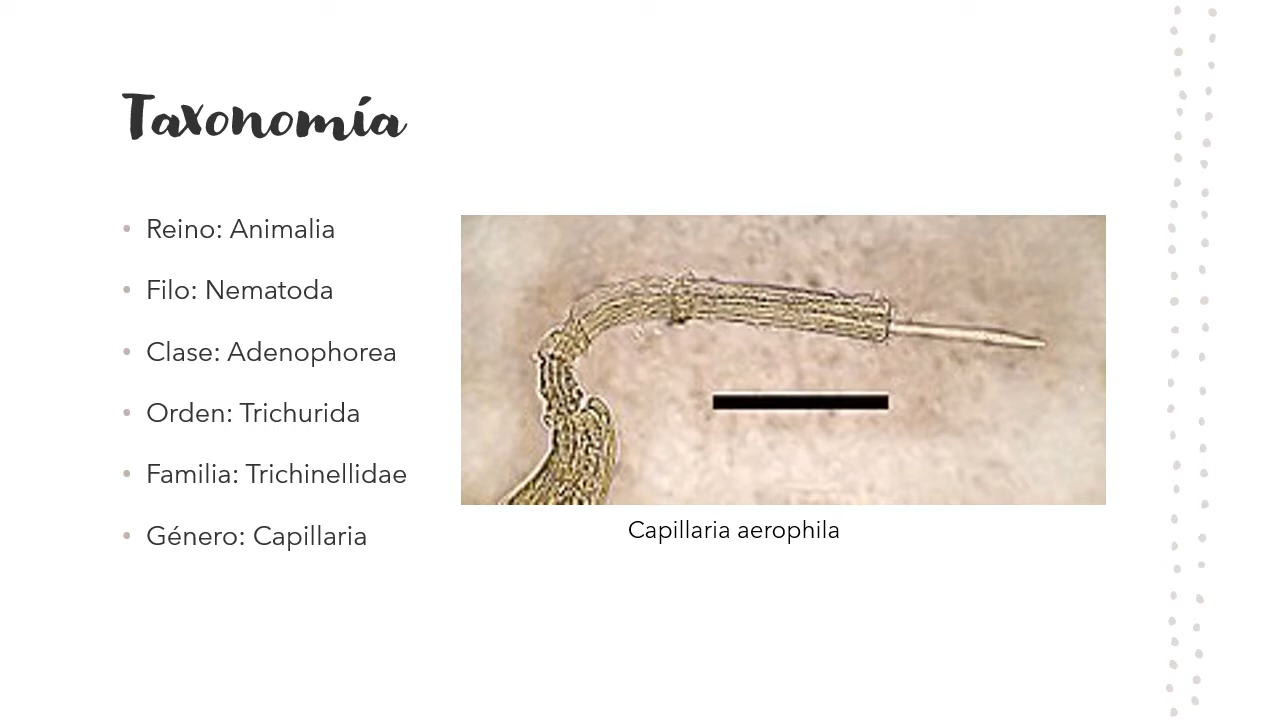 Taxonomía
• Reino: Animalia
• Filo: Nematoda
• Clase: Adenophorea
• Orden: Trichurida
• Familia: Trichinellidae
• Género: Capillaria
Capillaria aerophila